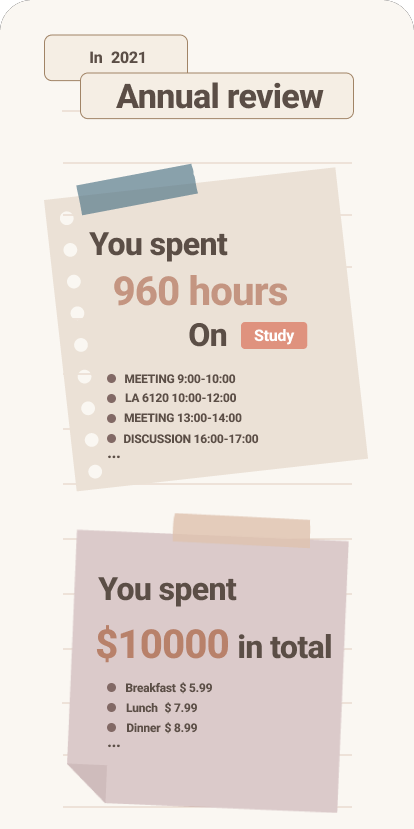 In 2021
Annual review
You spent
960 hours
On Study
MEETING 9:00-10:00
LA 6120 10:00-12:00
MEETING 13:00-14:00
DISCUSSION 16:00-17:00
...
You spent
$10000 in total
Breakfast $ 5.99
Lunch $ 7.99
Dinner $ 8.99
...